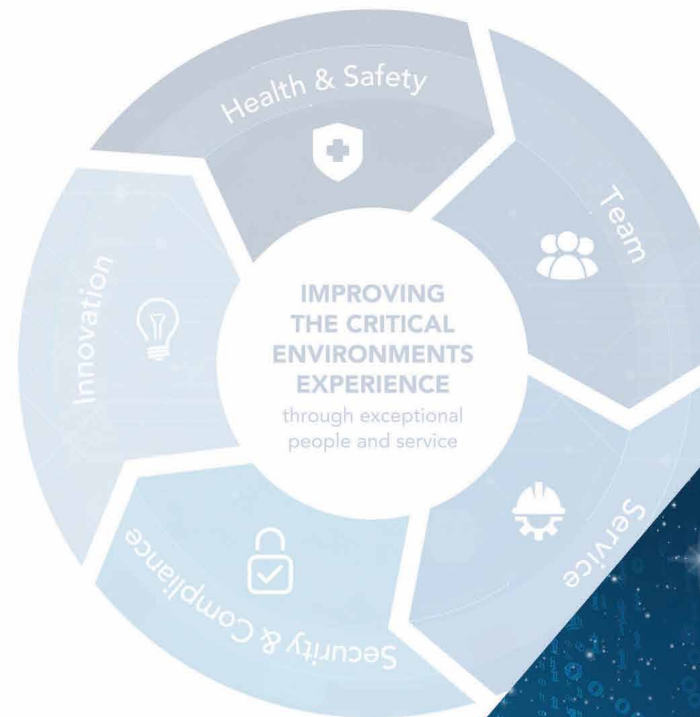 Health & Safety
Team
Service
Security & Compliance
Innovation
IMPROVING
THE CRITICAL
ENVIRONMENTS
EXPERIENCE
through exceptional
people and service